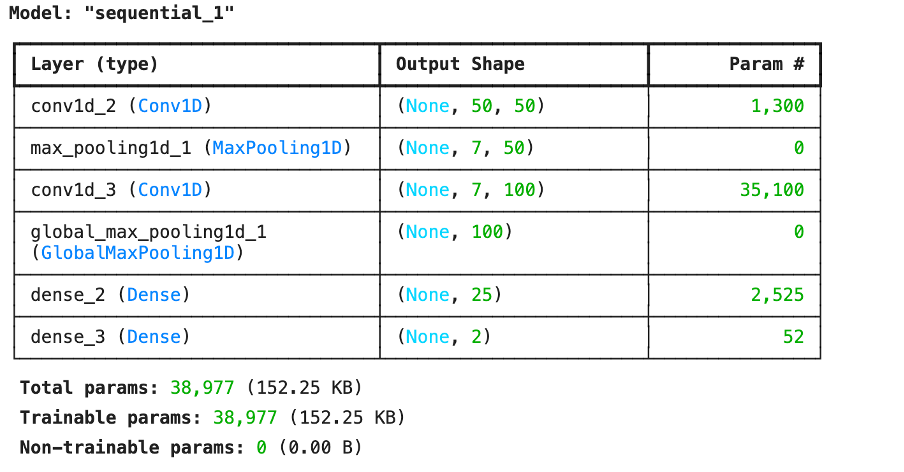 Model: "sequential_1"
Layer (type) Output Shape Param #
conv1d_2 (Conv1D) (None, 50, 50) 1,300
max_pooling1d_1 (MaxPooling1D) (None, 7, 50) 0
conv1d_3 (Conv1D) (None, 7, 100) 35,100
global_max_pooling1d_1 (None, 100) 0
(GlobalMaxPooling1D)
dense_2 (Dense) (None, 25) 2,525
dense_3 (Dense) (None, 2) 52
Total params: 38,977 (152.25 KB)
Trainable params: 38,977 (152.25 KB)
Non-trainable params: 0 (0.00 B)